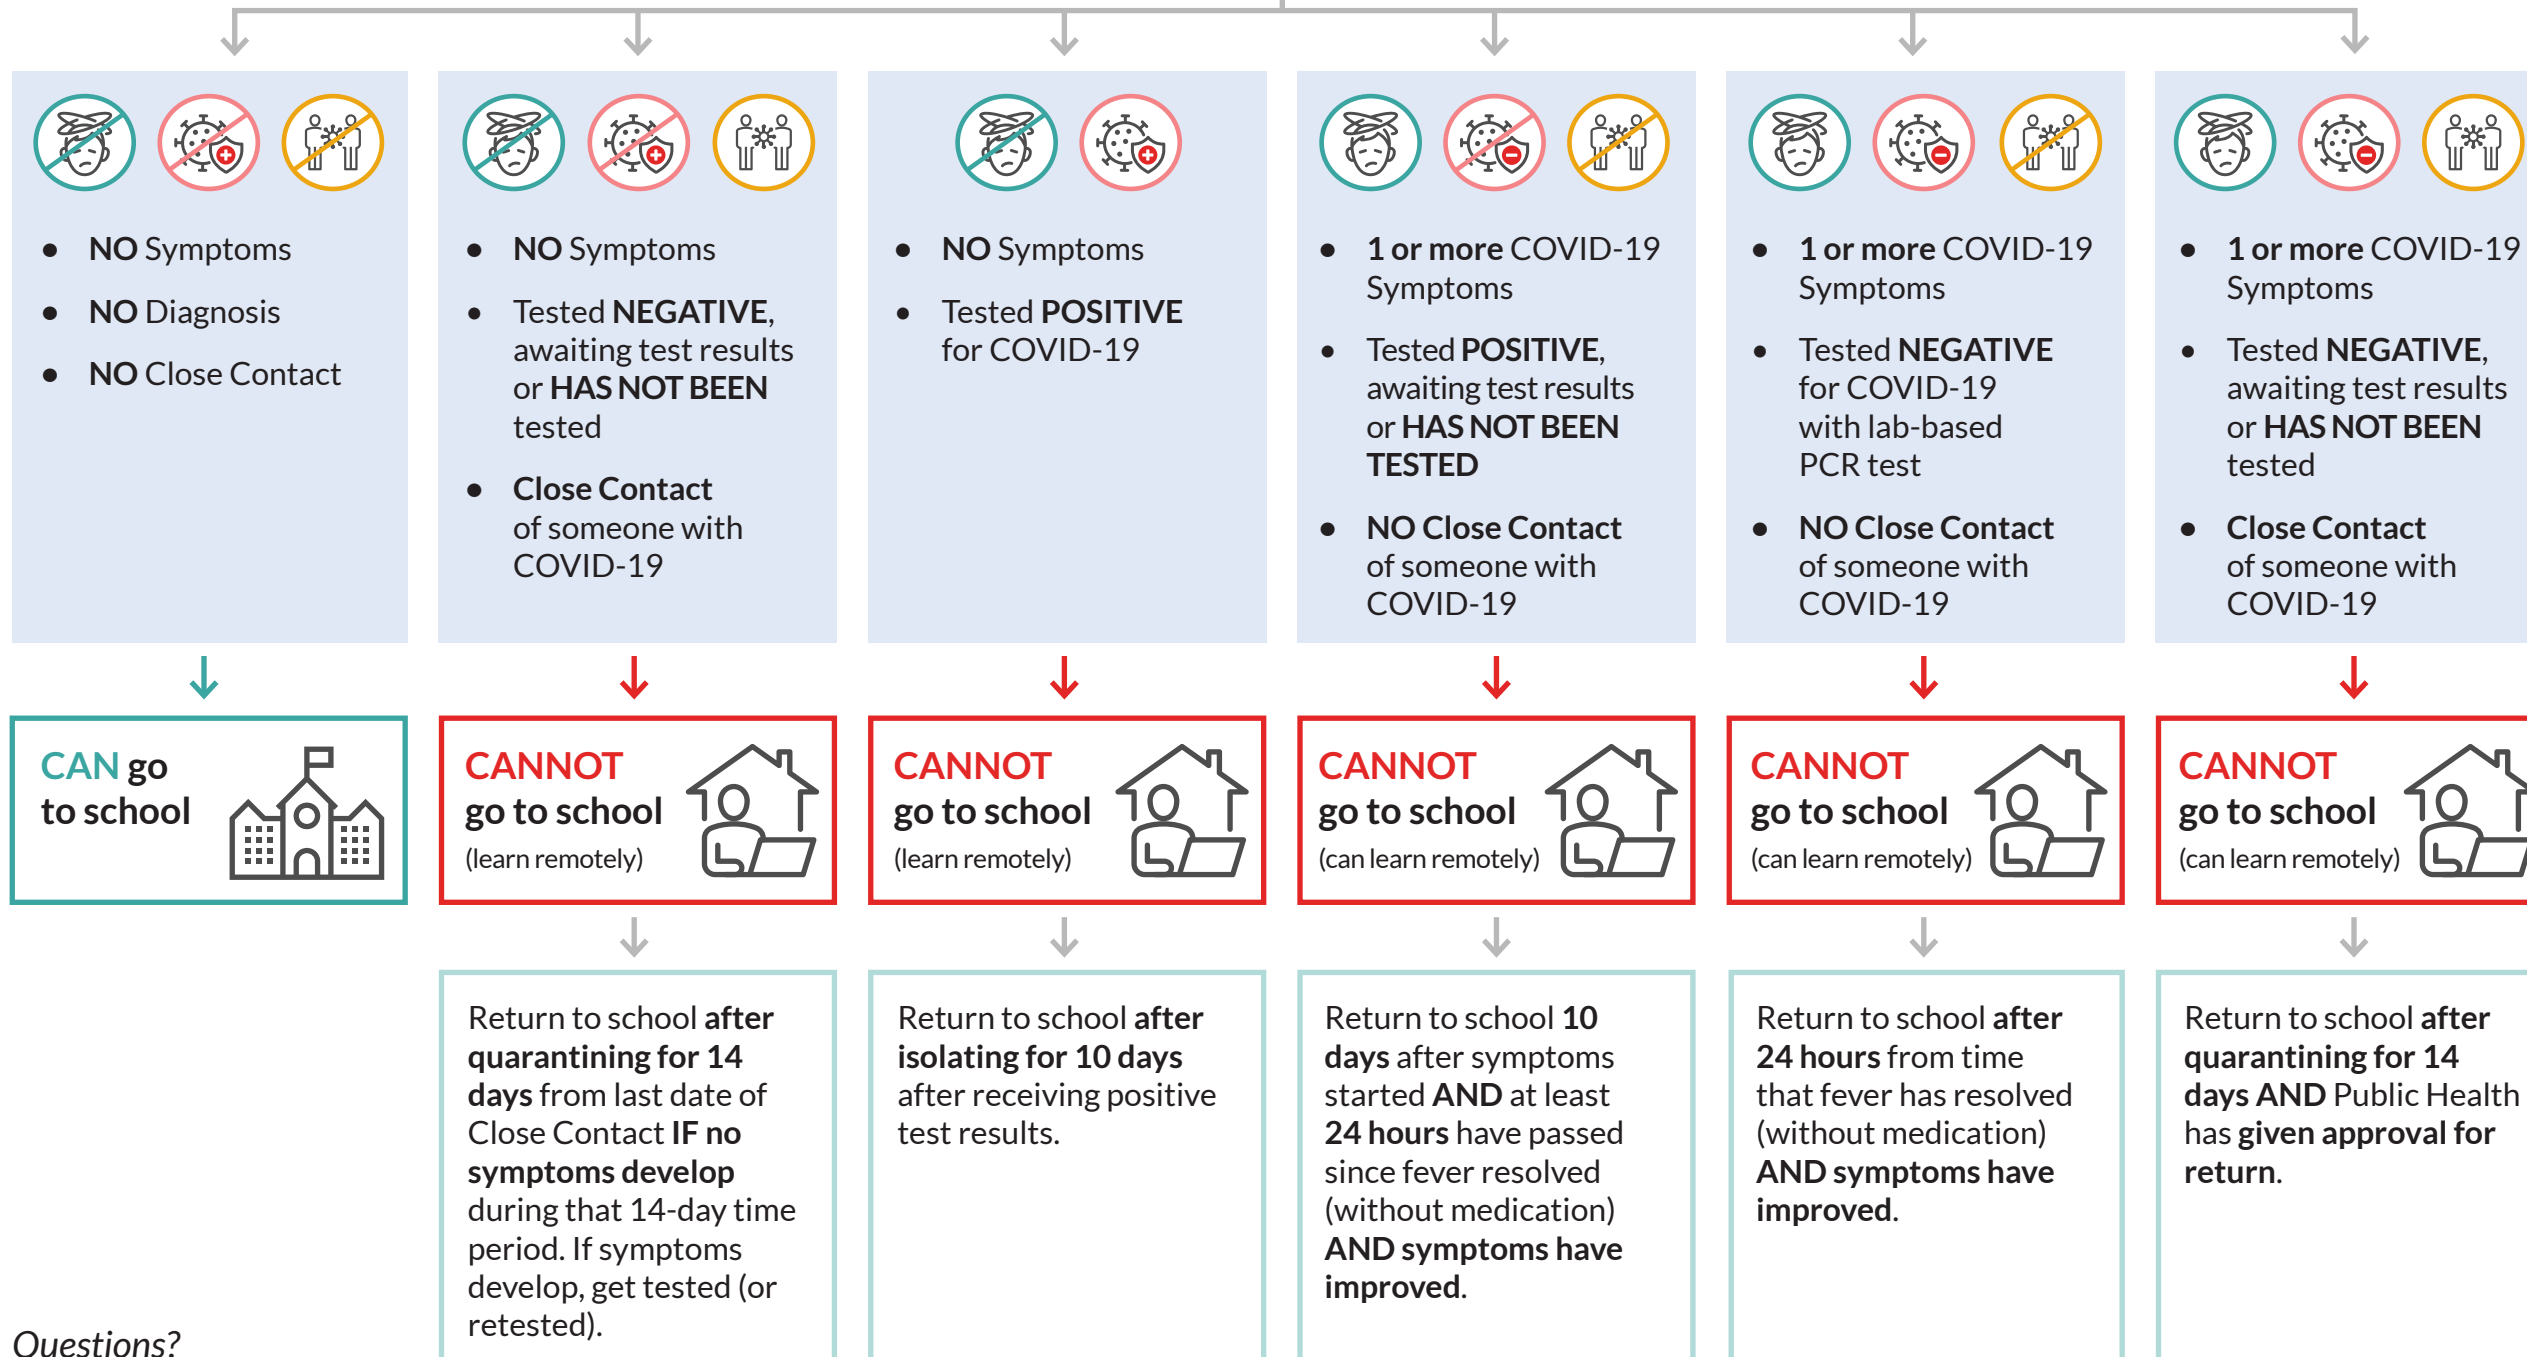 ● NO Symptoms
● NO Diagnosis
● NO Close Contact
● NO Symptoms
● Tested NEGATIVE,
awaiting test results
or HAS NOT BEEN
tested
● Close Contact
of someone with
COVID-19
● NO Symptoms
● Tested POSITIVE
for COVID-19
● 1 or more COVID-19
Symptoms
● Tested POSITIVE,
awaiting test results
or HAS NOT BEEN
TESTED
● NO Close Contact
of someone with
COVID-19
● 1 or more COVID-19
Symptoms
● Tested NEGATIVE
for COVID-19
with lab-based
PCR test
● NO Close Contact
of someone with
COVID-19
● 1 or more COVID-19
Symptoms
● Tested NEGATIVE,
awaiting test results
or HAS NOT BEEN
tested
● Close Contact
of someone with
COVID-19
CAN go
to school
CANNOT
go to school
(learn remotely)
CANNOT
go to school
(learn remotely)
CANNOT
go to school
(can learn remotely)
CANNOT
go to school
(can learn remotely)
CANNOT
go to school
(can learn remotely)
Return to school after
quarantining for 14
days from last date of
Close Contact IF no
symptoms develop
during that 14-day time
period. If symptoms
develop, get tested (or
retested).
Return to school after
isolating for 10 days
after receiving positive
test results.
Return to school 10
days after symptoms
started AND at least
24 hours have passed
since fever resolved
(without medication)
AND symptoms have
improved.
Return to school after
24 hours from time
that fever has resolved
(without medication)
AND symptoms have
improved.
Return to school after
quarantining for 14
days AND Public Health
has given approval for
return.
Questions?